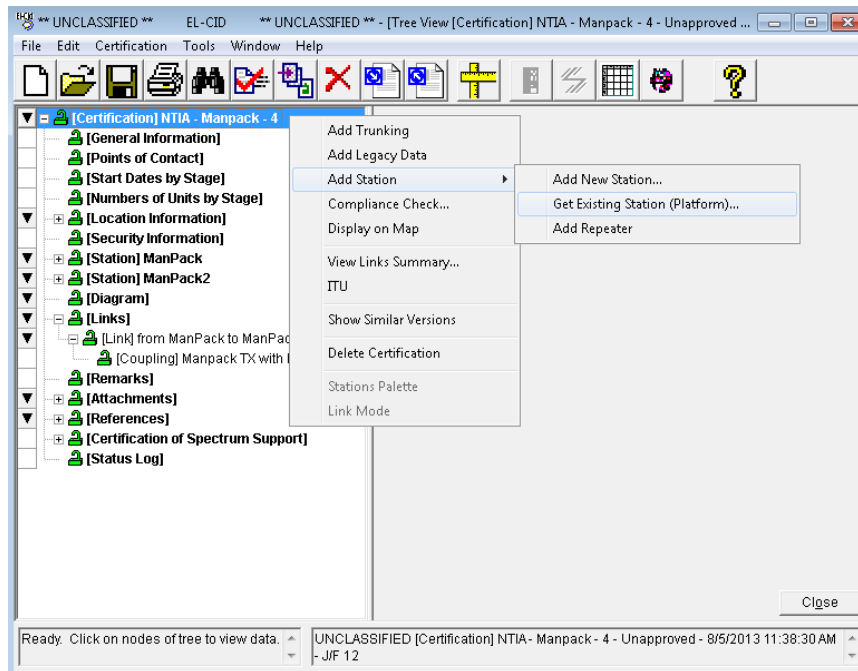 ** UNCLASSIFIED ** EL-CID ** UNCLASSIFIED ** - [Tree View [Certification] NTIA - Manpack - 4 - Unapproved ...
File Edit Certification Tools Window Help
[Certification] NTIA - Manpack - 4
[General Information]
[Points of Contact]
[Start Dates by Stage]
[Numbers of Units by Stage]
[Location Information]
[Security Information]
[Station] ManPack
[Station] ManPack2
[Diagram]
[Links]
[Link] from ManPack to ManPac
[Coupling] Manpack TX with
[Remarks]
[Attachments]
[References]
[Certification of Spectrum Support]
[Status Log]
Add Trunking
Add Legacy Data
Add Station
Compliance Check...
Display on Map
View Links Summary...
ITU
Show Similar Versions
Delete Certification
Stations Palette
Link Mode
Add New Station...
Get Existing Station (Platform)...
Add Repeater
Close
Ready. Click on nodes of tree to view data.
UNCLASSIFIED [Certification] NTIA- Manpack - 4 - Unapproved - 8/5/2013 11:38:30 AM
- J/F 12